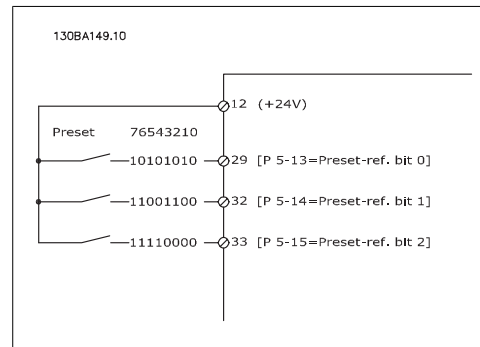 130BA149.10
12 (+24V)
Preset 76543210
10101010 29 [P 5-13=Preset-ref. bit 0]
11001100 32 [P 5-14=Preset-ref. bit 1]
11110000 33 [P 5-15=Preset-ref. bit 2]